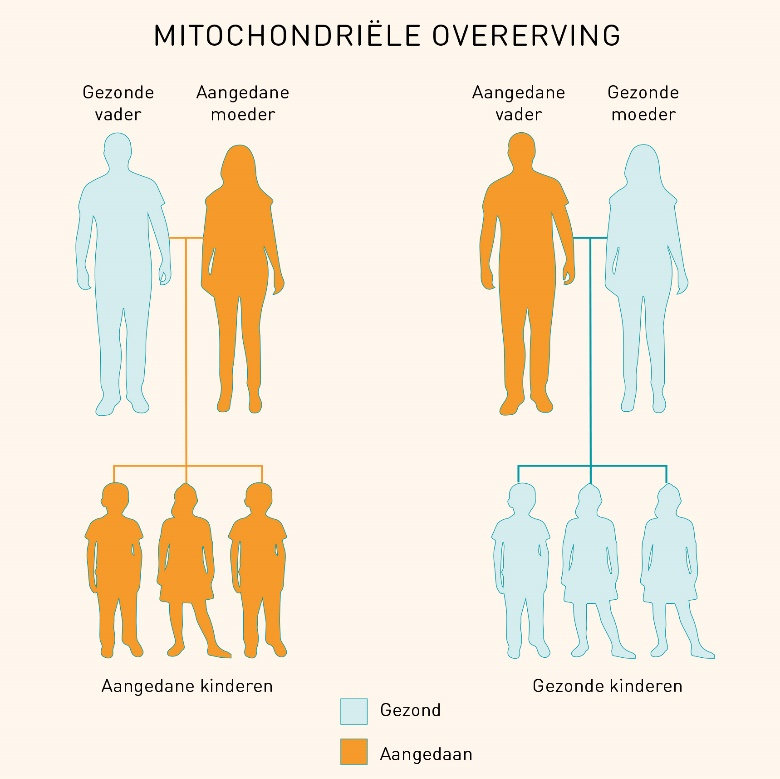 MITOCHONDRIËLE OVERERVING
Gezonde
vader
Aangedane
moeder
Aangedane
vader
Gezonde
moeder
Aangedane kinderen
Gezonde kinderen
Gezond
Aangedaan